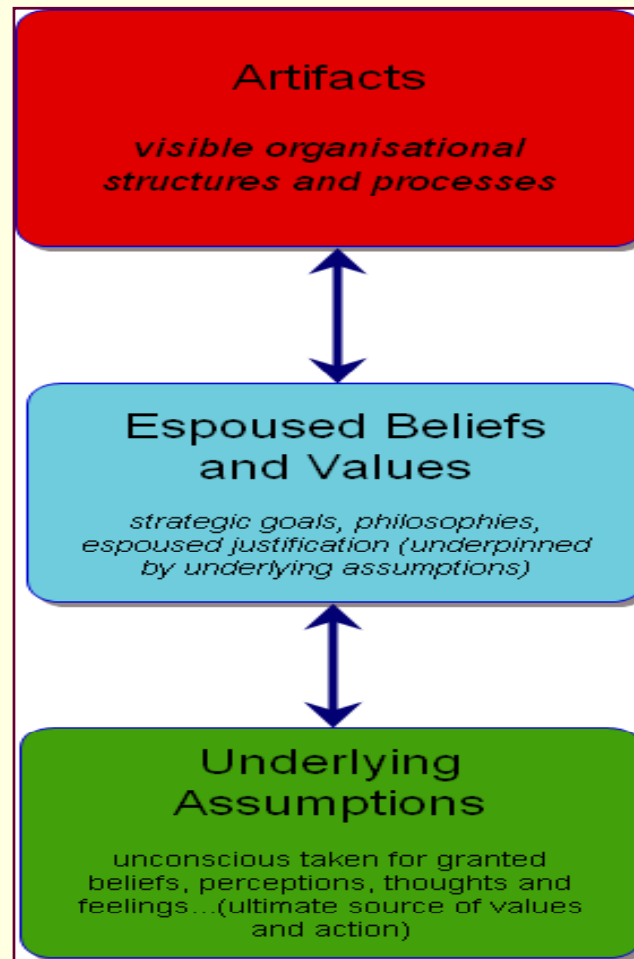 Artifacts
visible organisational
structures and processes
Espoused Beliefs
and Values
strategic goals, philosophies,
espoused justification (underpinned
by underlying assumptions)
Underlying
Assumptions
unconscious taken for granted
beliefs, perceptions, thoughts and
feelings...(ultimate source of values
and action)